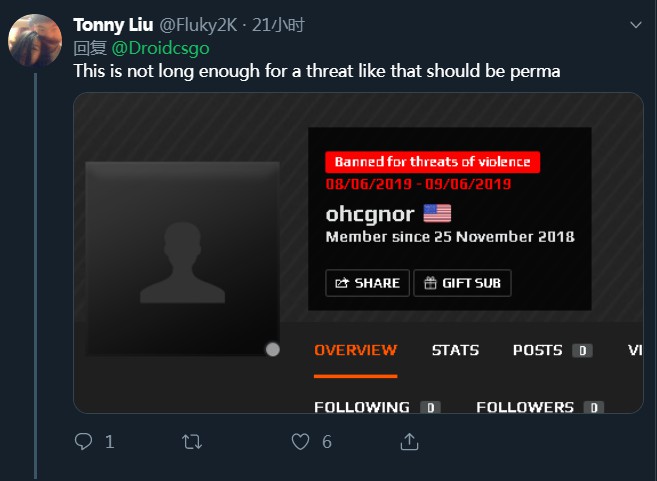 Tonny Liu @Fluky2K · 21小时
回复 @Droidcsgo
This is not long enough for a threat like that should be perma
Banned for threats of violence
08/06/2019 - 09/06/2019
ohcgnor
Member since 25 November 2018
SHARE GIFT SUB
OVERVIEW STATS POSTS 0 VI
FOLLOWING 0 FOLLOWERS 0
1 6